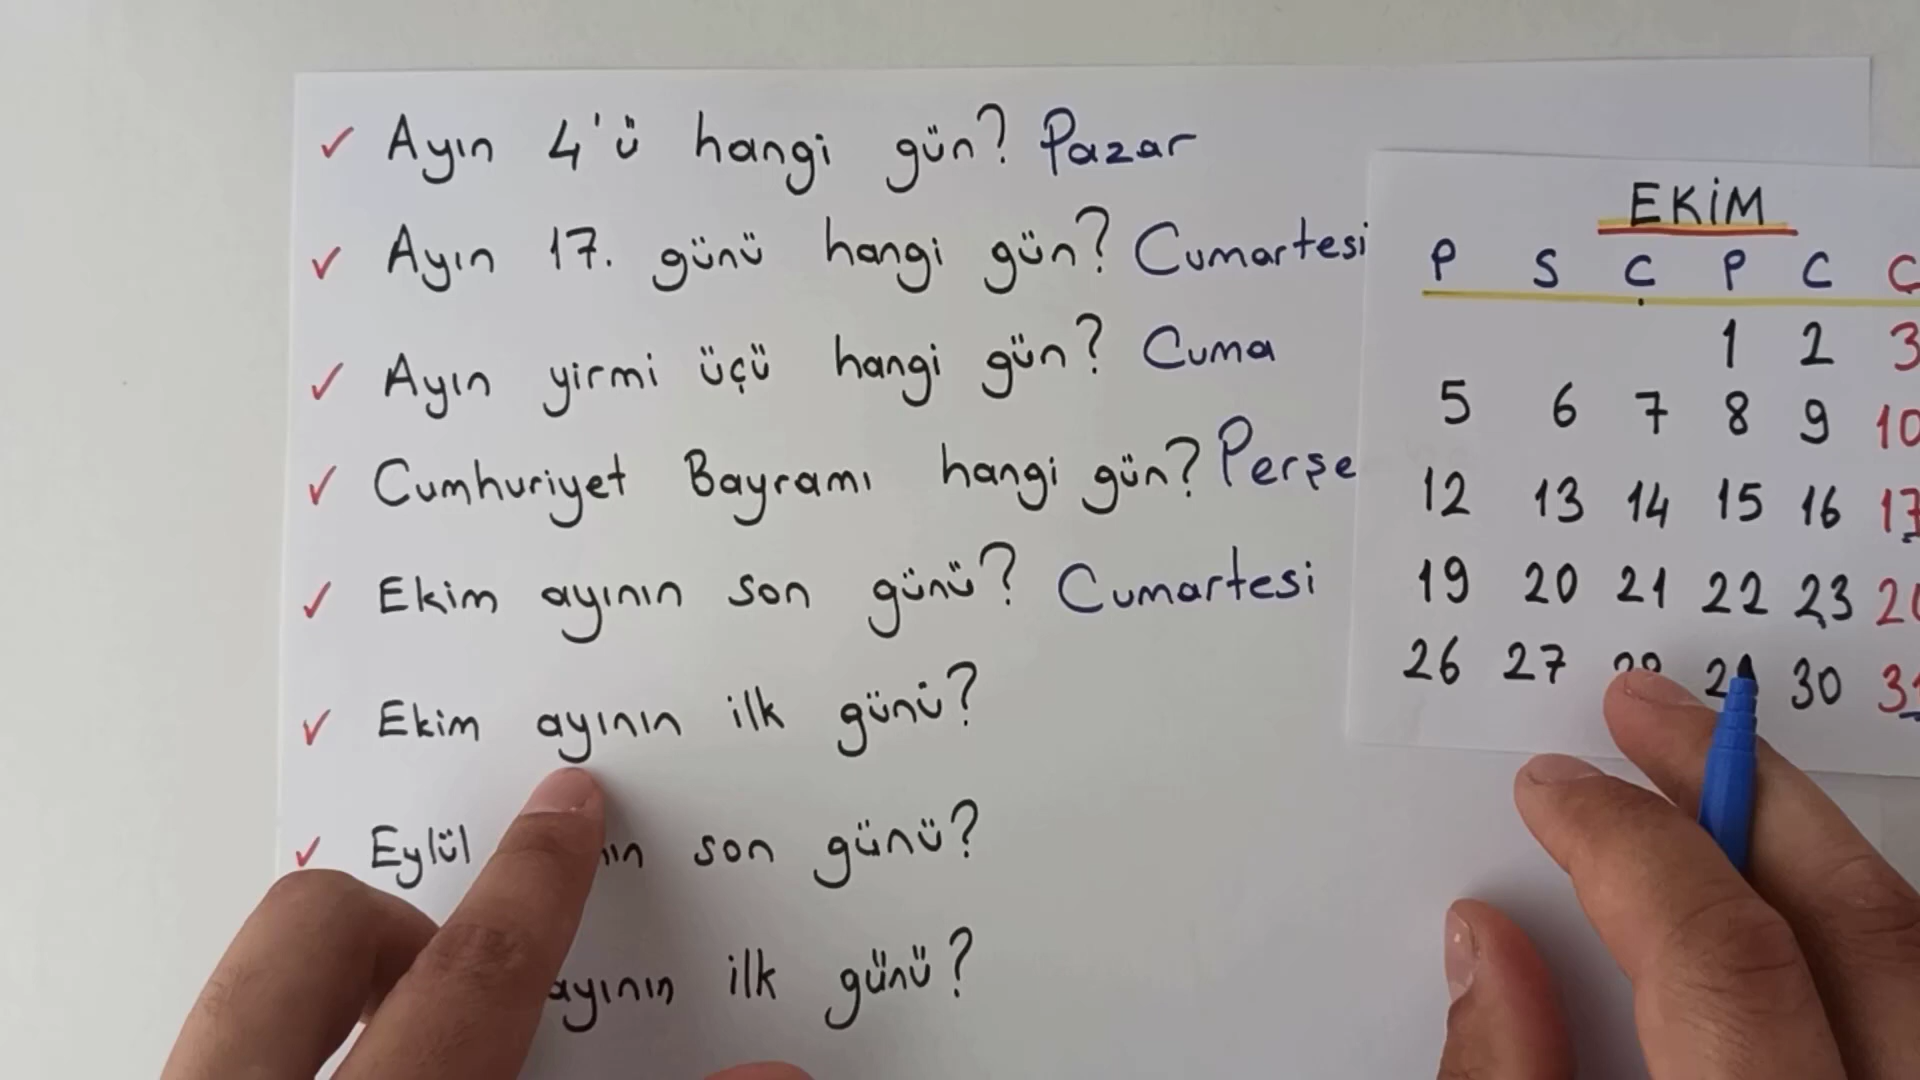 ✓ Ayın 4'ü hangi gün? Pazar
✓ Ayın 17. günü hangi gün? Cumartesi
✓ Ayın yirmi üçü hangi gün? Cuma
✓ Cumhuriyet Bayramı hangi gün? Perşe
✓ Ekim ayının son günü? Cumartesi
✓ Ekim ayının ilk günü?
✓ Eylül son günü?
ayının ilk günü?
EKİM
P S Ç P C C
1 2 3
5 6 7 8 9 10
12 13 14 15 16 17
19 20 21 22 23
26 27 30 31